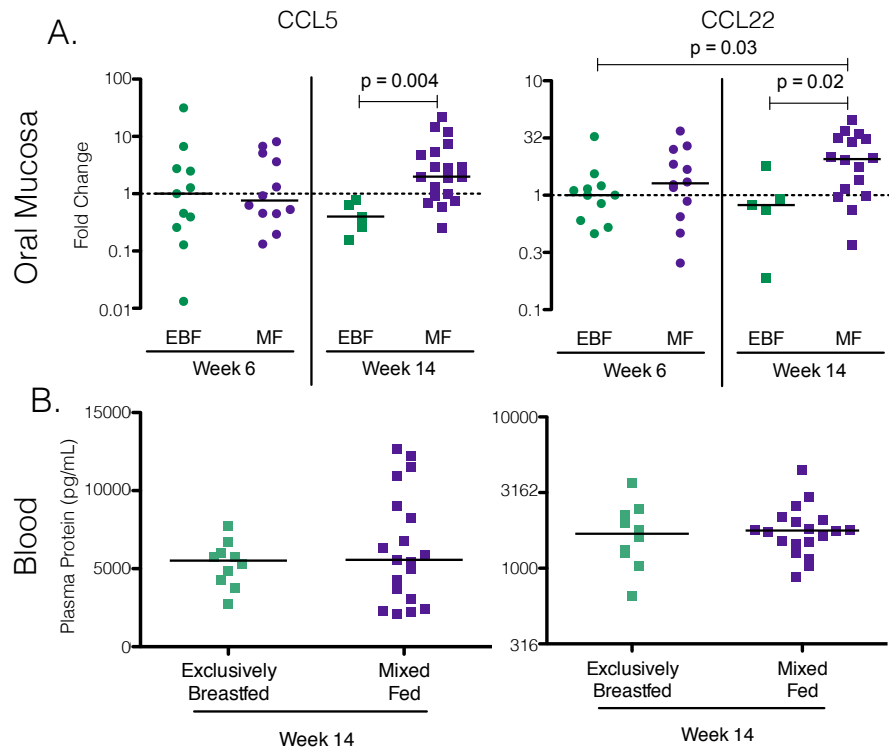 A.
CCL5
CCL22
Oral Mucosa
Fold Change
100
10
1
0.1
0.01
p = 0.004
EBF
MF
EBF
MF
Week 6
Week 14
10
32
1
0.3
0.1
p = 0.03
p = 0.02
EBF
MF
EBF
MF
Week 6
Week 14
B.
Blood
Plasma Protein (pg/mL)
15000
10000
5000
0
Exclusively
Breastfed
Mixed
Fed
Week 14
10000
3162
1000
316
Exclusively
Breastfed
Mixed
Fed
Week 14